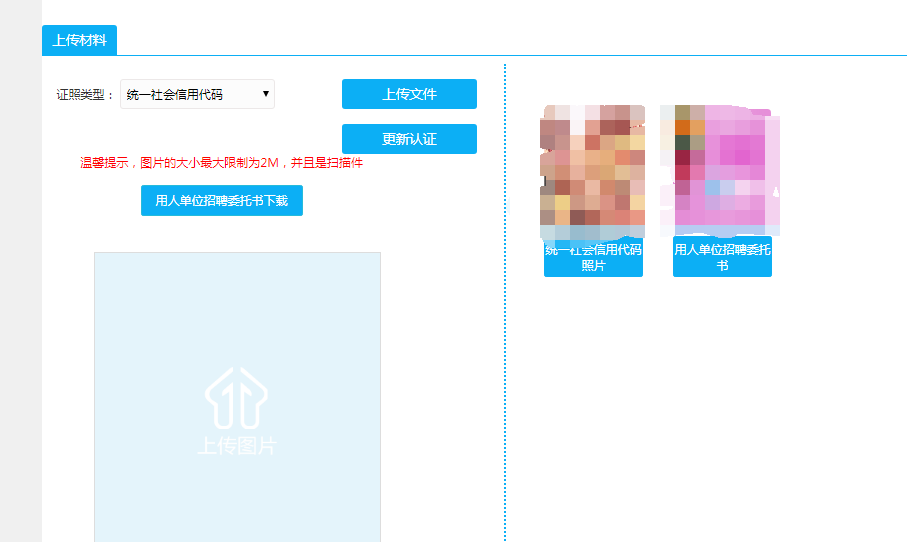 上传材料
证照类型：
统一社会信用代码
上传文件
更新认证
温馨提示，图片的大小最大限制为2M，并且是扫描件
用人单位招聘委托书下载
上传图片
统一社会信用代码
照片
用人单位招聘委托
书